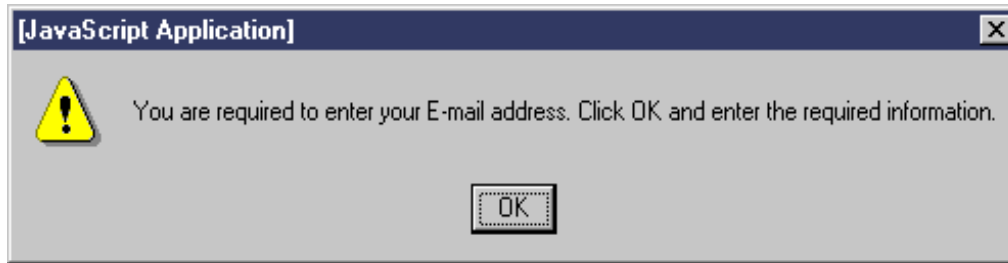 [JavaScript Application]
You are required to enter your E-mail address. Click OK and enter the required information.
OK